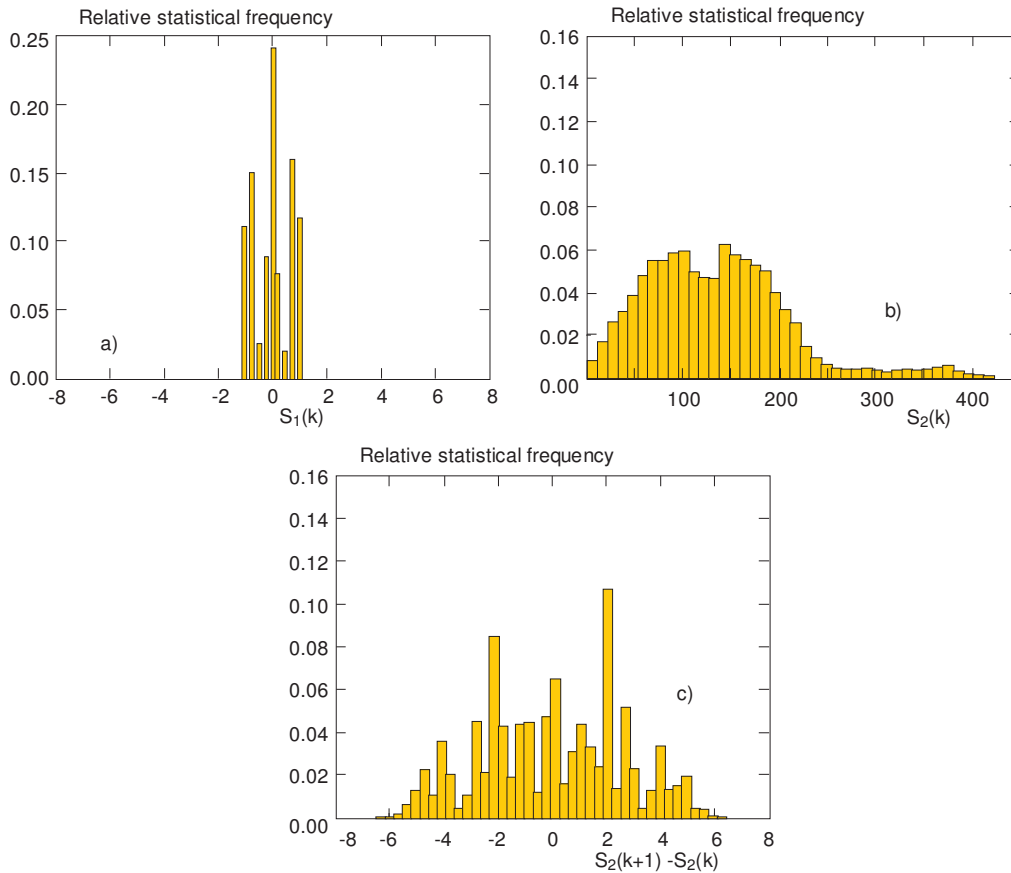 Relative statistical frequency
0.25
0.20
0.15
0.10
0.05
0.00
a)
-8 -6 -4 -2 0 2 4 6 8
S₁(k)
Relative statistical frequency
0.16
0.14
0.12
0.10
0.08
0.06
0.04
0.02
0.00
b)
100 200 300 400
S₂(k)
Relative statistical frequency
0.16
0.14
0.12
0.10
0.08
0.06
0.04
0.02
0.00
c)
-8 -6 -4 -2 0 2 4 6 8
S₂(k+1) -S₂(k)